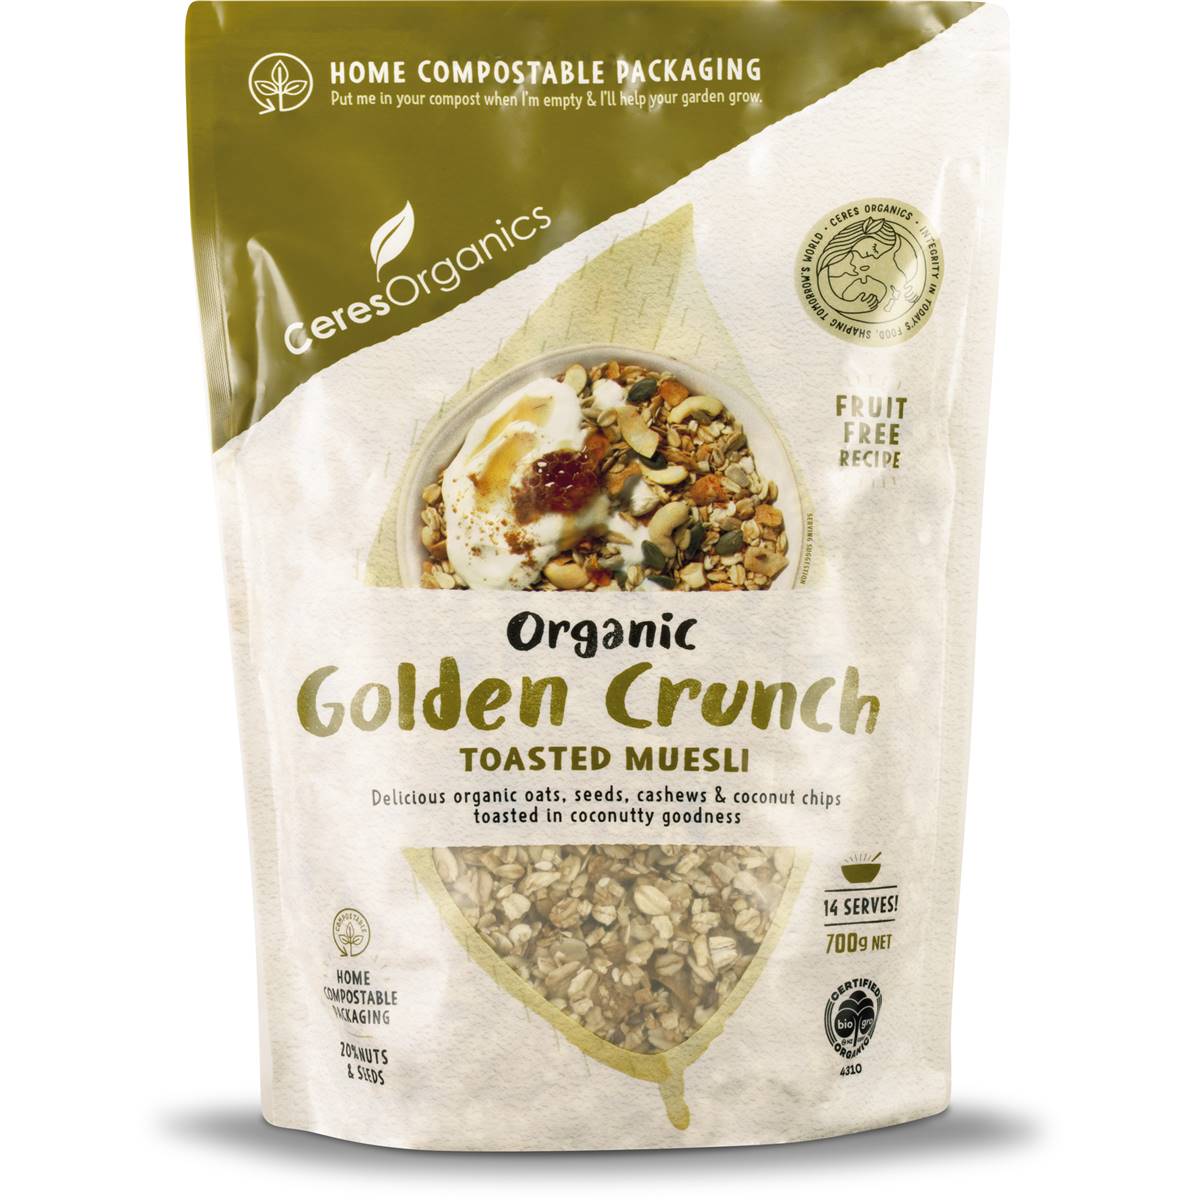 HOME COMPOSTABLE PACKAGING
Put me in your compost when I'm empty & I'll help your garden grow.
CeresOrganics
· CERES ORGANICS · INTEGRITY IN TODAY'S FOOD, SHAPING TOMORROW'S WORLD
FRUIT
FREE
RECIPE
SERVING SUGGESTION
Organic
Golden Crunch
TOASTED MUESLI
Delicious organic oats, seeds, cashews & coconut chips
toasted in coconutty goodness
14 SERVES!
700g NET
COMPOSTABLE
HOME
COMPOSTABLE
PACKAGING
20% NUTS
& SEEDS
CERTIFIED
bio gro
ORGANIC
4310